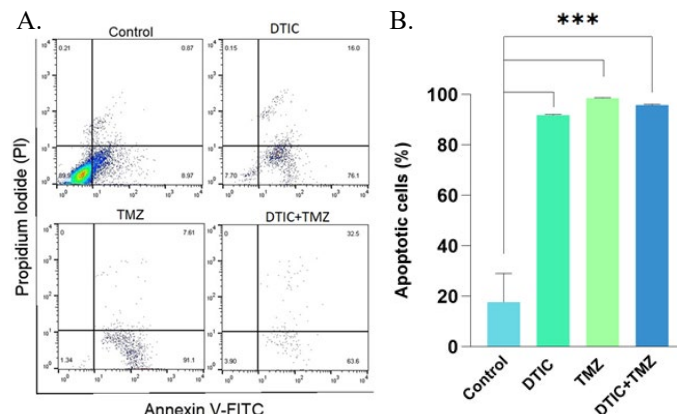 A.
Control
DTIC
0.21
0.87
89.9
8.97
0.15
16.0
7.70
76.1
TMZ
DTIC+TMZ
0
7.61
1.34
91.1
0
32.5
3.90
63.6
Propidium Iodide (PI)
Annexin V-FITC
B.
***
Apoptotic cells (%)
100
80
60
40
20
0
Control
DTIC
TMZ
DTIC+TMZ